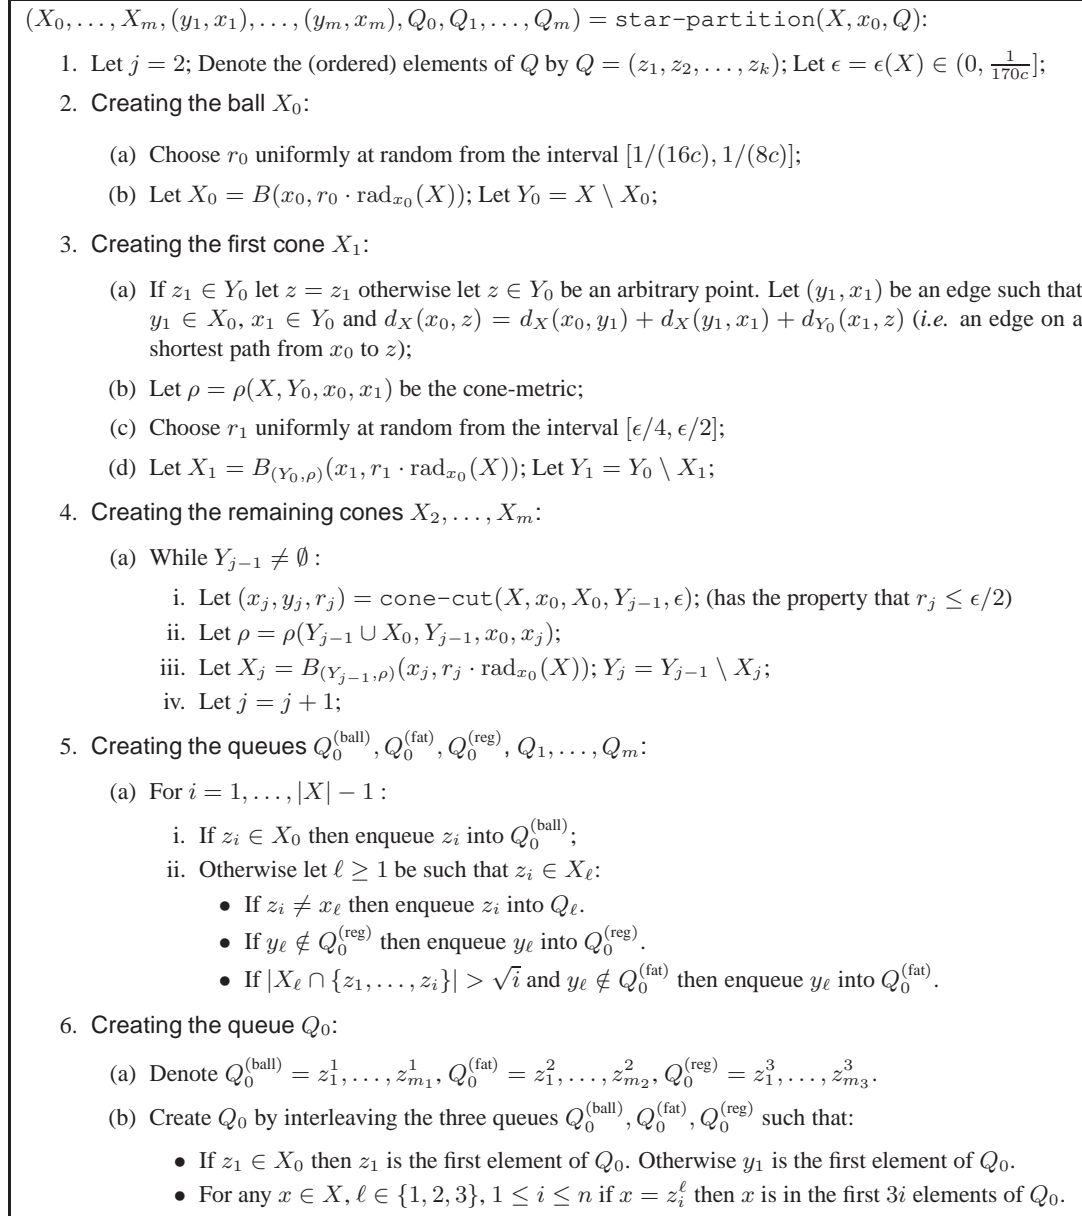 (X_0, . . . , X_m, (y_1, x_1), . . . , (y_m, x_m), Q_0, Q_1, . . . , Q_m) = star-partition(X, x_0, Q):
1. Let j = 2; Denote the (ordered) elements of Q by Q = (z_1, z_2, . . . , z_k); Let ϵ = ϵ(X) ∈ (0, 1/170c];
2. Creating the ball X_0:
(a) Choose r_0 uniformly at random from the interval [1/(16c), 1/(8c)];
(b) Let X_0 = B(x_0, r_0 · rad_{x_0}(X)); Let Y_0 = X \ X_0;
3. Creating the first cone X_1:
(a) If z_1 ∈ Y_0 let z = z_1 otherwise let z ∈ Y_0 be an arbitrary point. Let (y_1, x_1) be an edge such that
y_1 ∈ X_0, x_1 ∈ Y_0 and d_X(x_0, z) = d_X(x_0, y_1) + d_X(y_1, x_1) + d_{Y_0}(x_1, z) (i.e. an edge on a
shortest path from x_0 to z);
(b) Let ρ = ρ(X, Y_0, x_0, x_1) be the cone-metric;
(c) Choose r_1 uniformly at random from the interval [ϵ/4, ϵ/2];
(d) Let X_1 = B_{(Y_0,ρ)}(x_1, r_1 · rad_{x_0}(X)); Let Y_1 = Y_0 \ X_1;
4. Creating the remaining cones X_2, . . . , X_m:
(a) While Y_{j−1} ≠ ∅ :
i. Let (x_j, y_j, r_j) = cone-cut(X, x_0, X_0, Y_{j−1}, ϵ); (has the property that r_j ≤ ϵ/2)
ii. Let ρ = ρ(Y_{j−1} ∪ X_0, Y_{j−1}, x_0, x_j);
iii. Let X_j = B_{(Y_{j−1},ρ)}(x_j, r_j · rad_{x_0}(X)); Y_j = Y_{j−1} \ X_j;
iv. Let j = j + 1;
5. Creating the queues Q_0^{(ball)}, Q_0^{(fat)}, Q_0^{(reg)}, Q_1, . . . , Q_m:
(a) For i = 1, . . . , |X| − 1 :
i. If z_i ∈ X_0 then enqueue z_i into Q_0^{(ball)};
ii. Otherwise let ℓ ≥ 1 be such that z_i ∈ X_ℓ:
• If z_i ≠ x_ℓ then enqueue z_i into Q_ℓ.
• If y_ℓ ∉ Q_0^{(reg)} then enqueue y_ℓ into Q_0^{(reg)}.
• If |X_ℓ ∩ {z_1, . . . , z_i}| > √i and y_ℓ ∉ Q_0^{(fat)} then enqueue y_ℓ into Q_0^{(fat)}.
6. Creating the queue Q_0:
(a) Denote Q_0^{(ball)} = z_1^1, . . . , z_{m_1}^1, Q_0^{(fat)} = z_1^2, . . . , z_{m_2}^2, Q_0^{(reg)} = z_1^3, . . . , z_{m_3}^3.
(b) Create Q_0 by interleaving the three queues Q_0^{(ball)}, Q_0^{(fat)}, Q_0^{(reg)} such that:
• If z_1 ∈ X_0 then z_1 is the first element of Q_0. Otherwise y_1 is the first element of Q_0.
• For any x ∈ X, ℓ ∈ {1, 2, 3}, 1 ≤ i ≤ n if x = z_i^ℓ then x is in the first 3i elements of Q_0.